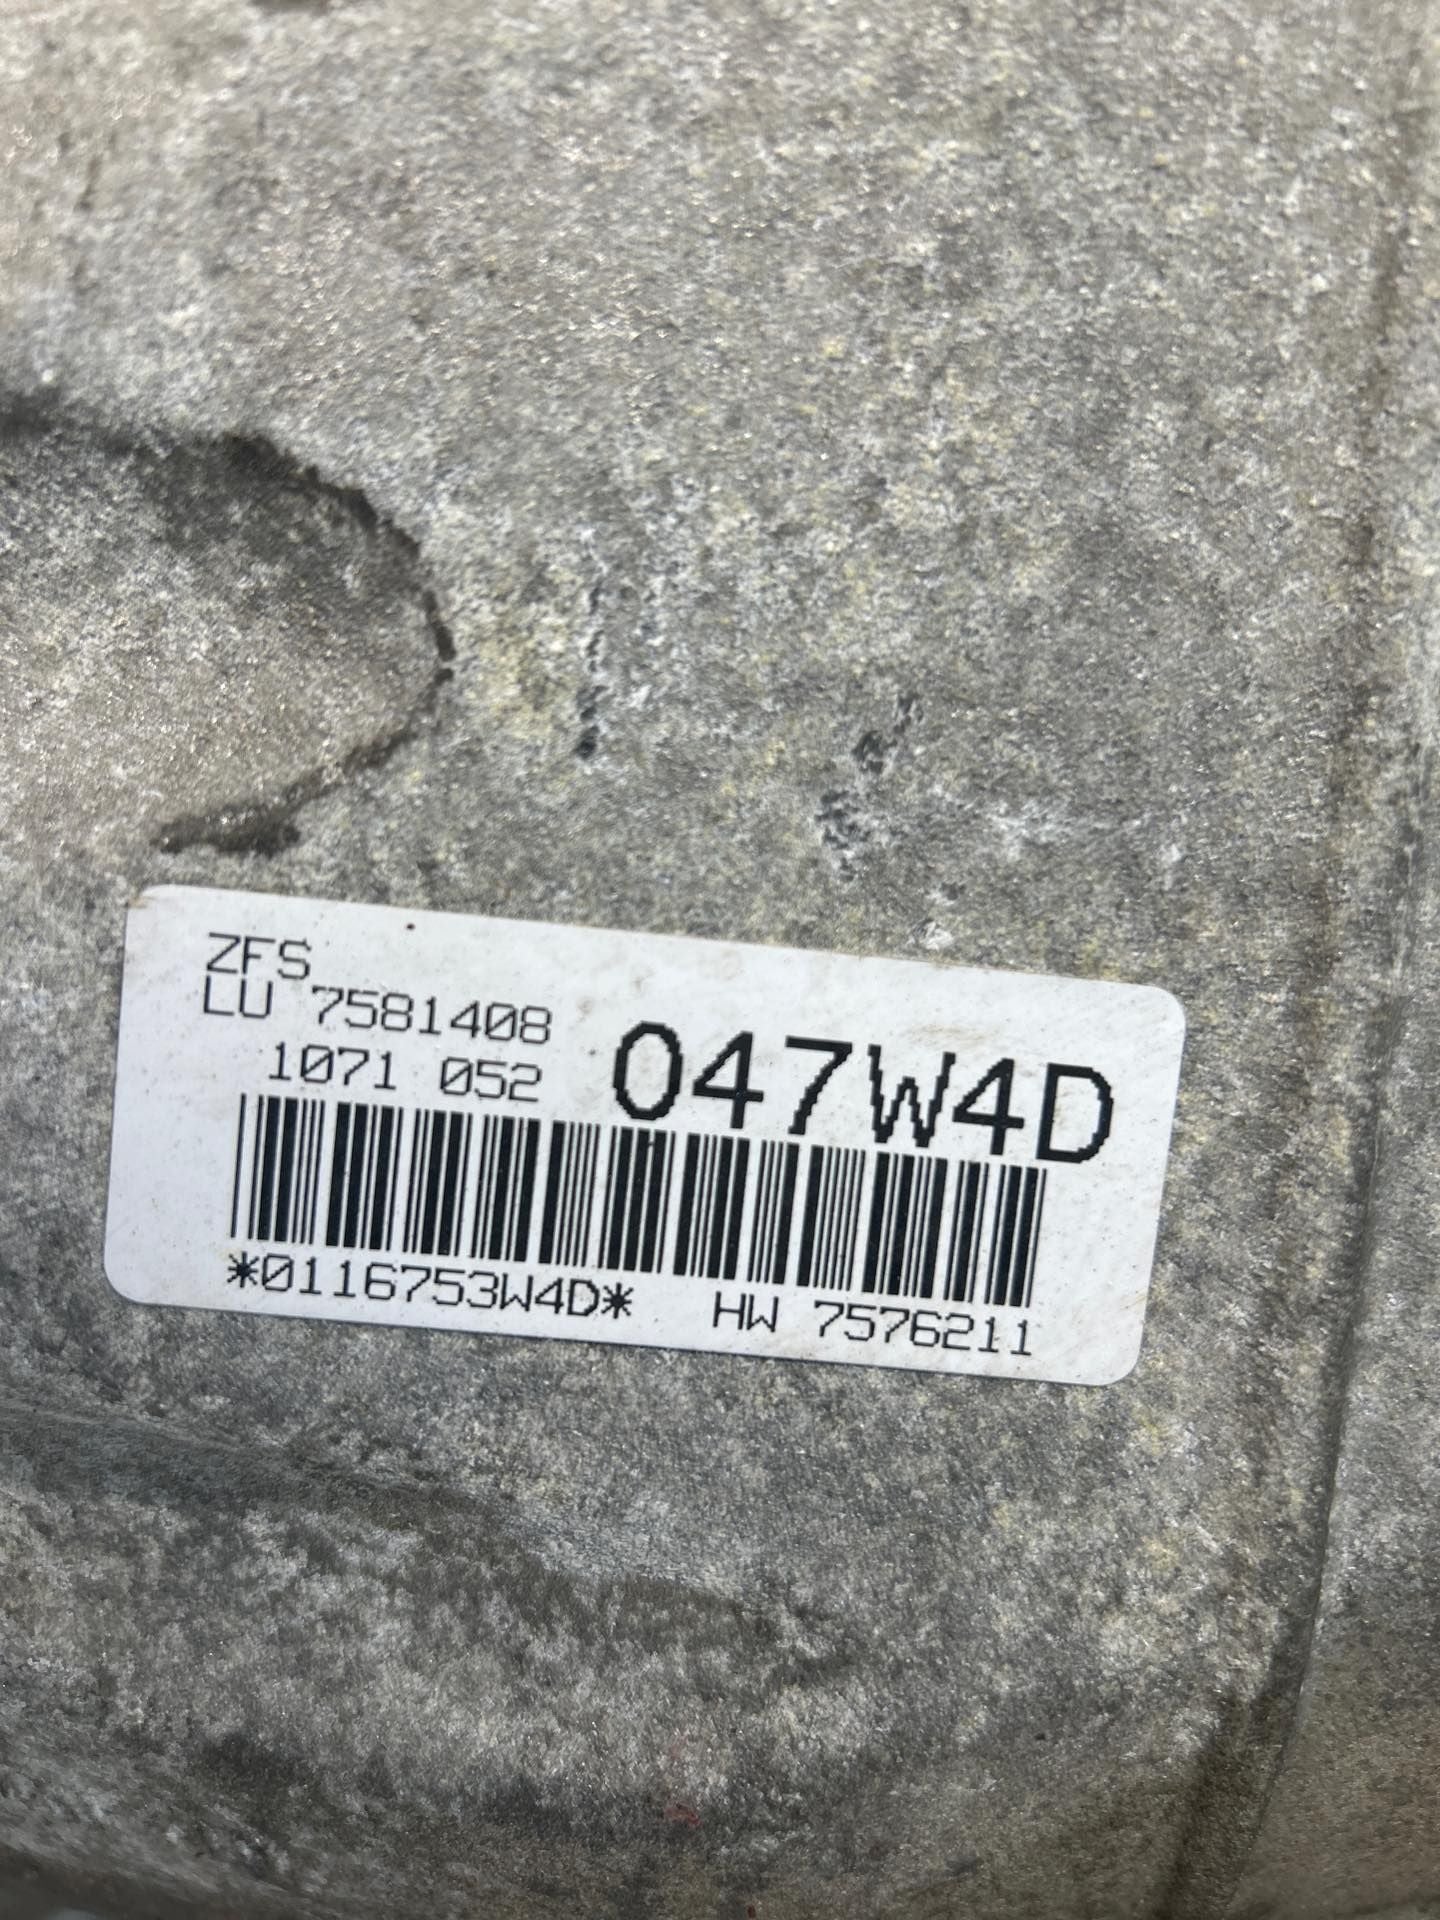 ZFS
LU 7581408
1071 052
047W4D
*0116753W4D* HW 7576211